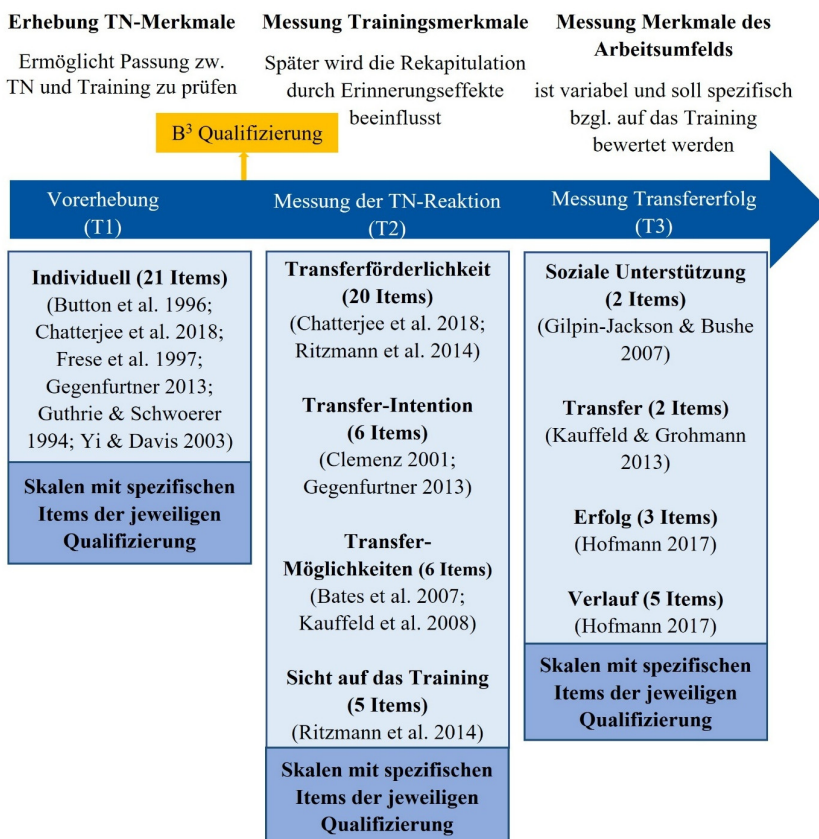 Erhebung TN-Merkmale
Ermöglicht Passung zw.
TN und Training zu prüfen
Messung Trainingsmerkmale
Später wird die Rekapitulation
durch Erinnerungseffekte
beeinflusst
Messung Merkmale des
Arbeitsumfelds
ist variabel und soll spezifisch
bzgl. auf das Training
bewertet werden
B³ Qualifizierung
Vorerhebung
(T1)
Messung der TN-Reaktion
(T2)
Messung Transfererfolg
(T3)
Individuell (21 Items)
(Button et al. 1996;
Chatterjee et al. 2018;
Frese et al. 1997;
Gegenfurtner 2013;
Guthrie & Schwoerer
1994; Yi & Davis 2003)
Skalen mit spezifischen
Items der jeweiligen
Qualifizierung
Transferförderlichkeit
(20 Items)
(Chatterjee et al. 2018;
Ritzmann et al. 2014)
Transfer-Intention
(6 Items)
(Clemenz 2001;
Gegenfurtner 2013)
Transfer-
Möglichkeiten (6 Items)
(Bates et al. 2007;
Kauffeld et al. 2008)
Sicht auf das Training
(5 Items)
(Ritzmann et al. 2014)
Skalen mit spezifischen
Items der jeweiligen
Qualifizierung
Soziale Unterstützung
(2 Items)
(Gilpin-Jackson & Bushe
2007)
Transfer (2 Items)
(Kauffeld & Grohmann
2013)
Erfolg (3 Items)
(Hofmann 2017)
Verlauf (5 Items)
(Hofmann 2017)
Skalen mit spezifischen
Items der jeweiligen
Qualifizierung